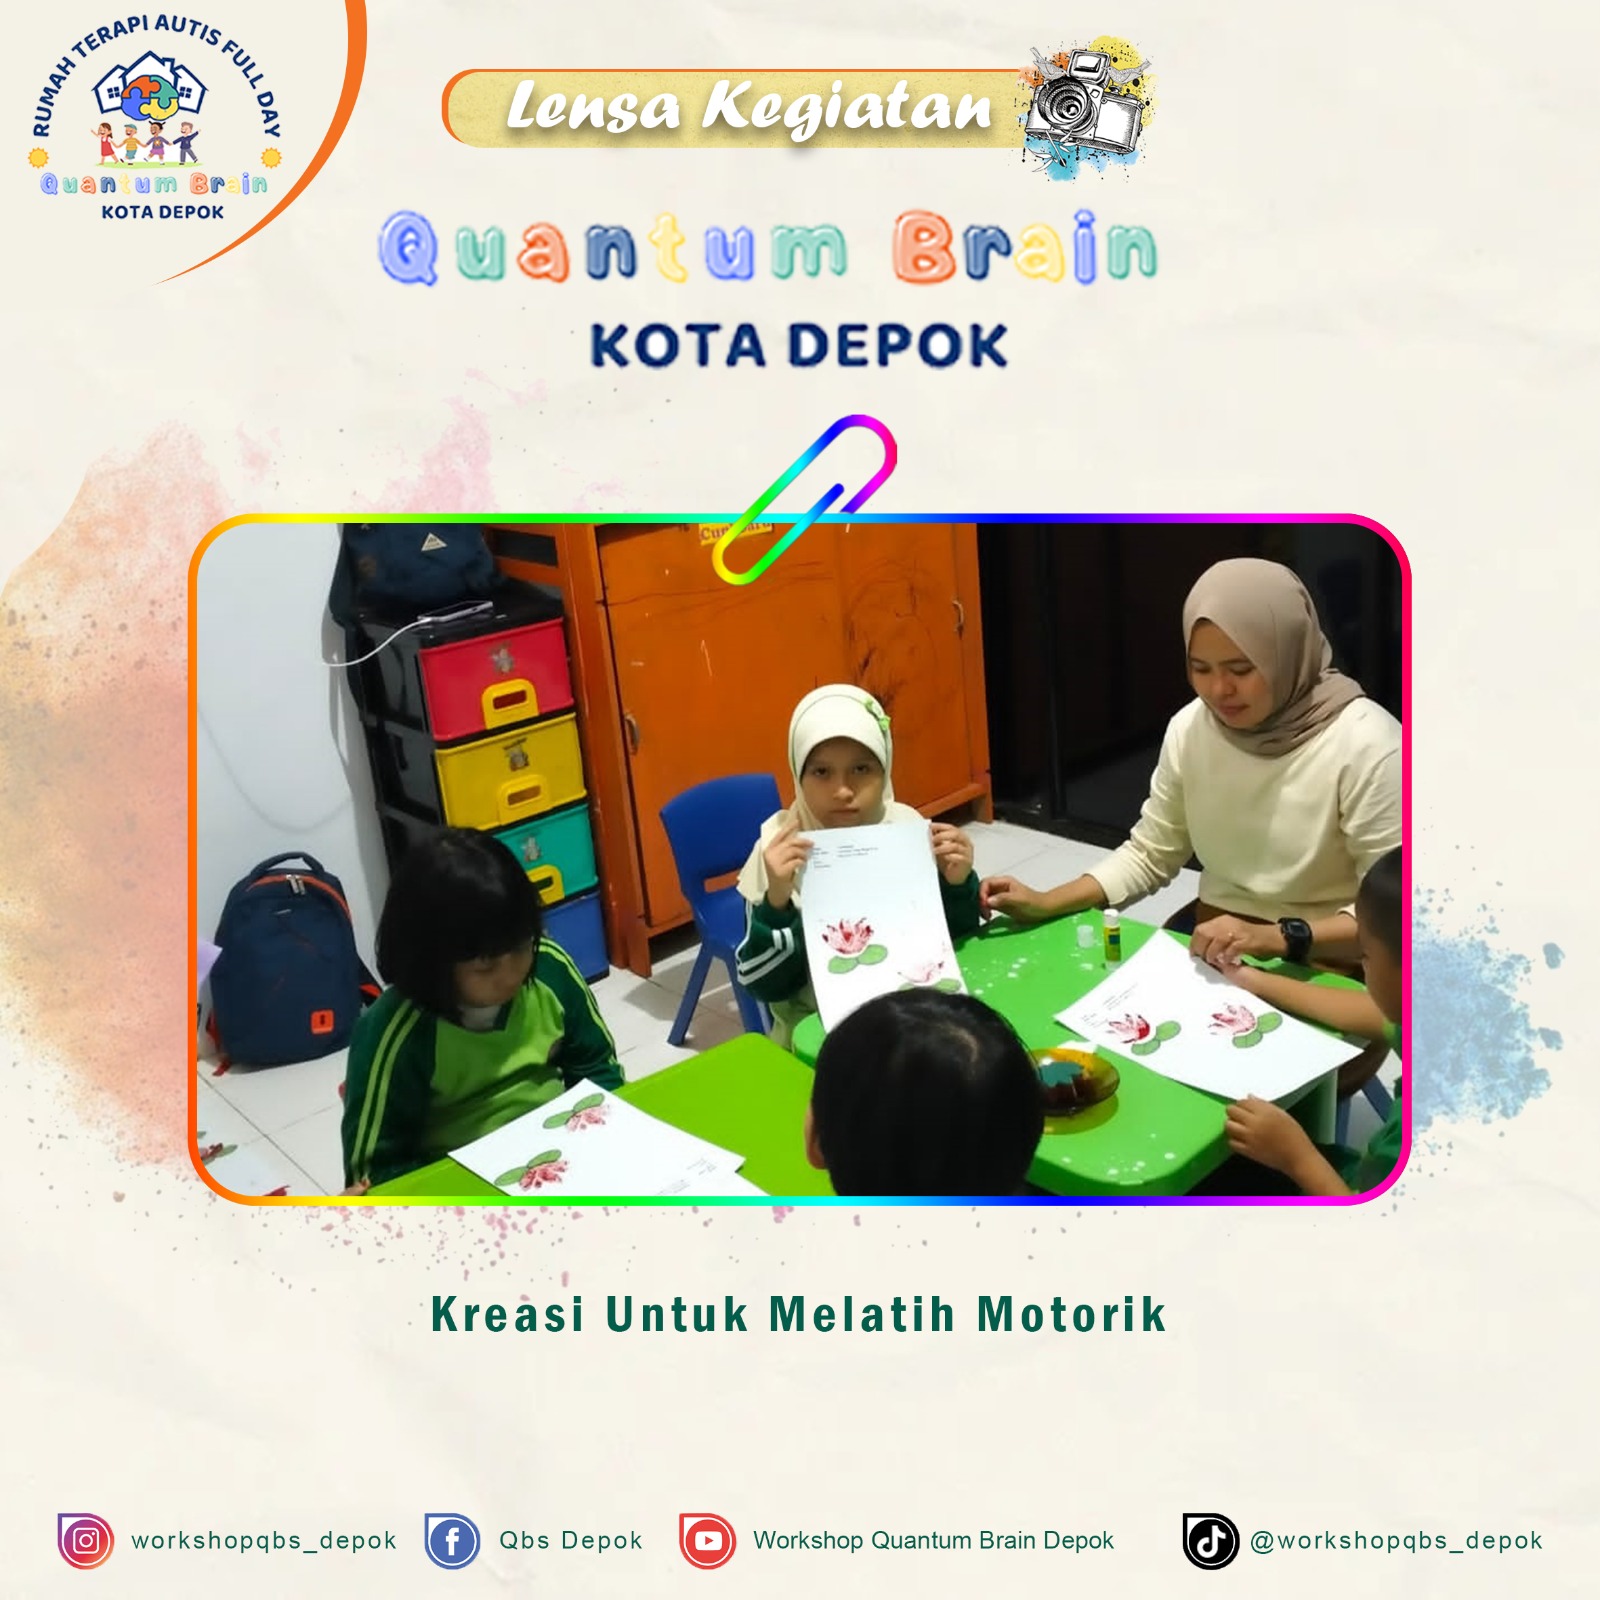 RUMAH TERAPI AUTIS FULL DAY
Quantum Brain
KOTA DEPOK
Lensa Kegiatan
Quantum Brain
KOTA DEPOK
Kreasi Untuk Melatih Motorik
workshopqbs_depok
Qbs Depok
Workshop Quantum Brain Depok
@workshopqbs_depok